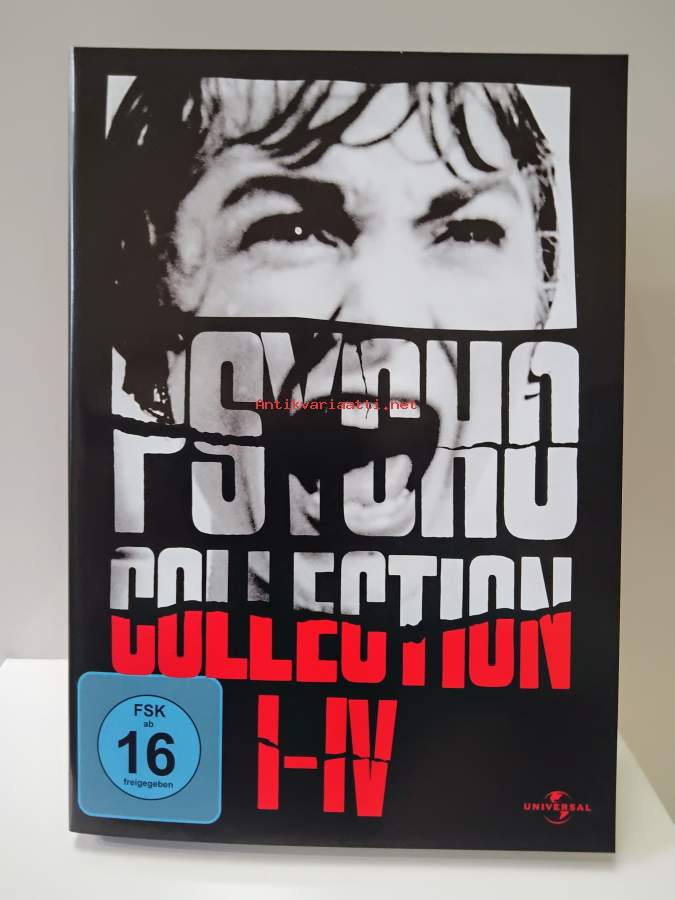 PSYCHO
Antikvariaatti.net
COLLECTION
I-IV
FSK
ab
16
freigegeben
UNIVERSAL